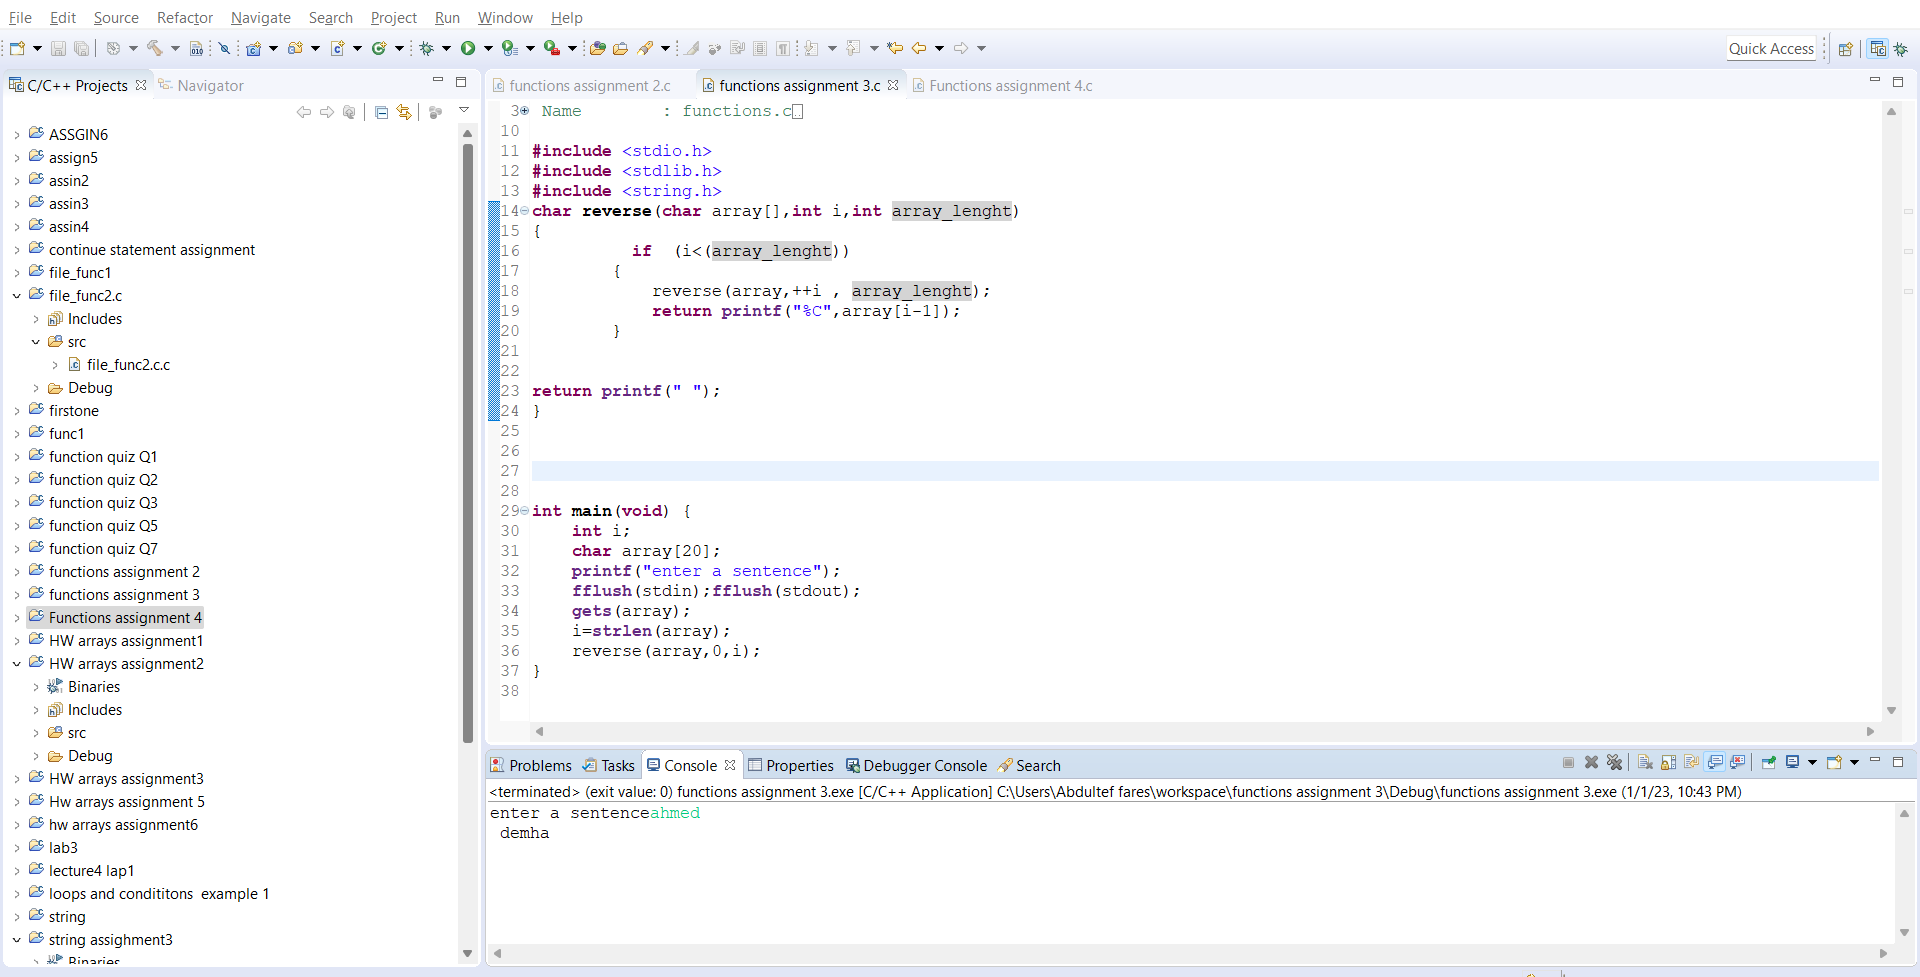 File Edit Source Refactor Navigate Search Project Run Window Help
Quick Access
C/C++ Projects Navigator
ASSGIN6
assign5
assin2
assin3
assin4
continue statement assignment
file_func1
file_func2.c
Includes
src
file_func2.c.c
Debug
firstone
func1
function quiz Q1
function quiz Q2
function quiz Q3
function quiz Q5
function quiz Q7
functions assignment 2
functions assignment 3
Functions assignment 4
HW arrays assignment1
HW arrays assignment2
Binaries
Includes
src
Debug
HW arrays assignment3
Hw arrays assignment 5
hw arrays assignment6
lab3
lecture4 lap1
loops and condititons  example 1
string
string assighment3
Binaries
functions assignment 2.c functions assignment 3.c Functions assignment 4.c
3 Name        : functions.c
10
11 #include <stdio.h>
12 #include <stdlib.h>
13 #include <string.h>
14 char reverse(char array[],int i,int array_lenght)
15 {
16           if  (i<(array_lenght))
17         {
18             reverse(array,++i , array_lenght);
19             return printf("%C",array[i-1]);
20         }
21
22
23 return printf(" ");
24 }
25
26
27
28
29 int main(void) {
30     int i;
31     char array[20];
32     printf("enter a sentence");
33     fflush(stdin);fflush(stdout);
34     gets(array);
35     i=strlen(array);
36     reverse(array,0,i);
37 }
38
Problems Tasks Console Properties Debugger Console Search
<terminated> (exit value: 0) functions assignment 3.exe [C/C++ Application] C:\Users\Abdultef fares\workspace\functions assignment 3\Debug\functions assignment 3.exe (1/1/23, 10:43 PM)
enter a sentenceahmed
 demha